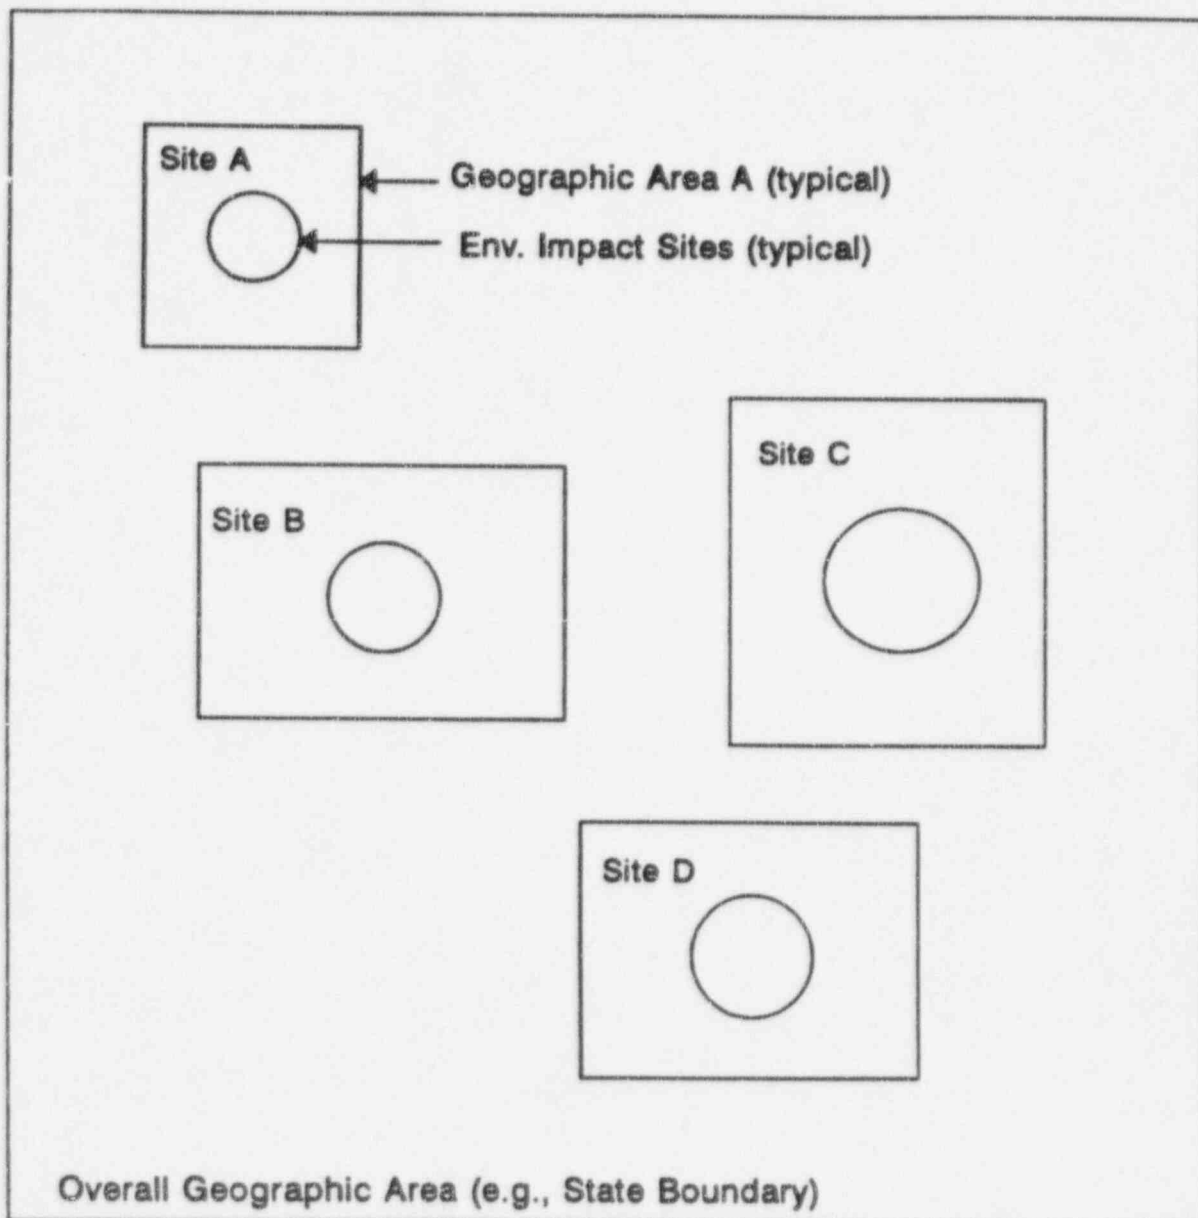 Site A
Geographic Area A (typical)
Env. Impact Sites (typical)
Site C
Site B
Site D
Overall Geographic Area (e.g., State Boundary)